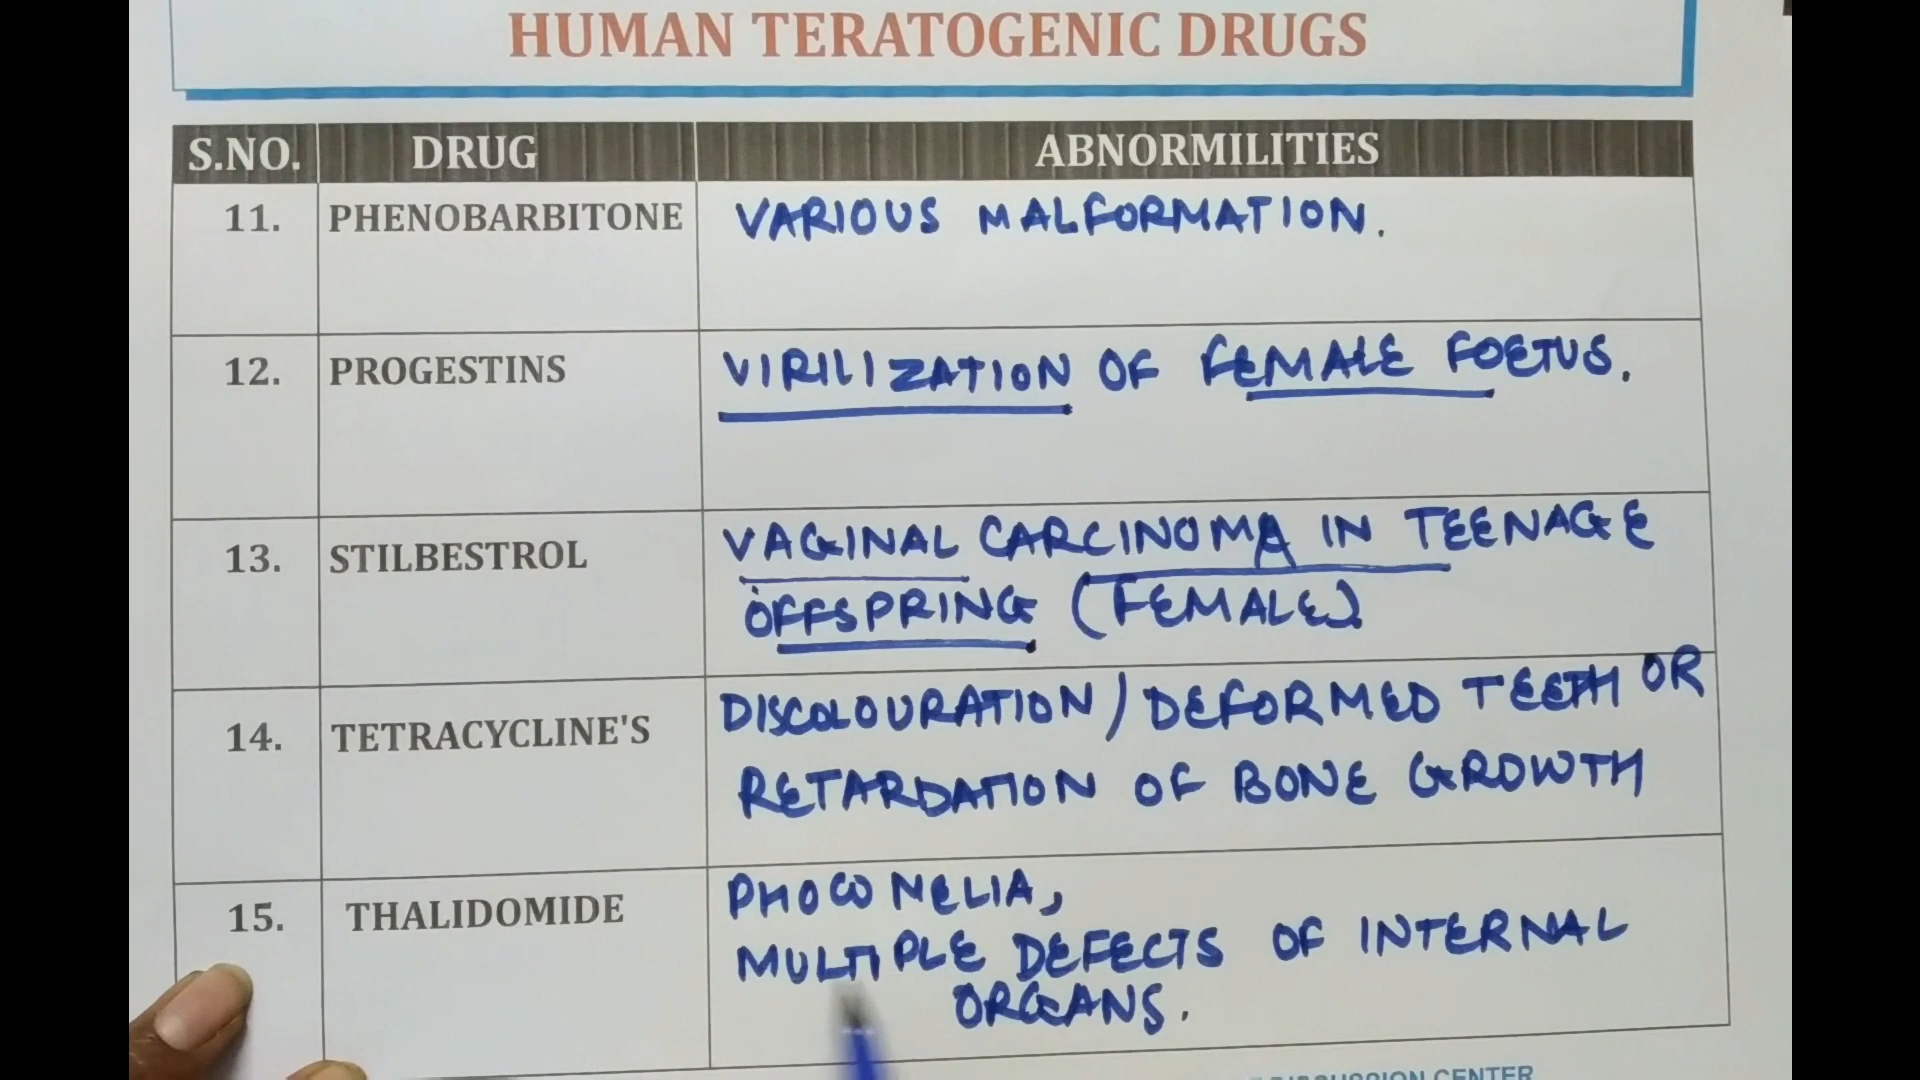 HUMAN TERATOGENIC DRUGS
S.NO. DRUG ABNORMILITIES
11. PHENOBARBITONE VARIOUS MALFORMATION.
12. PROGESTINS VIRILIZATION OF FEMALE FOETUS.
13. STILBESTROL VAGINAL CARCINOMA IN TEENAGE
OFFSPRING (FEMALE).
14. TETRACYCLINE'S DISCOLOURATION/DEFORMED TEETH OR
RETARDATION OF BONE GROWTH
15. THALIDOMIDE PHOCOMELIA,
MULTIPLE DEFECTS OF INTERNAL
ORGANS.
CENTER